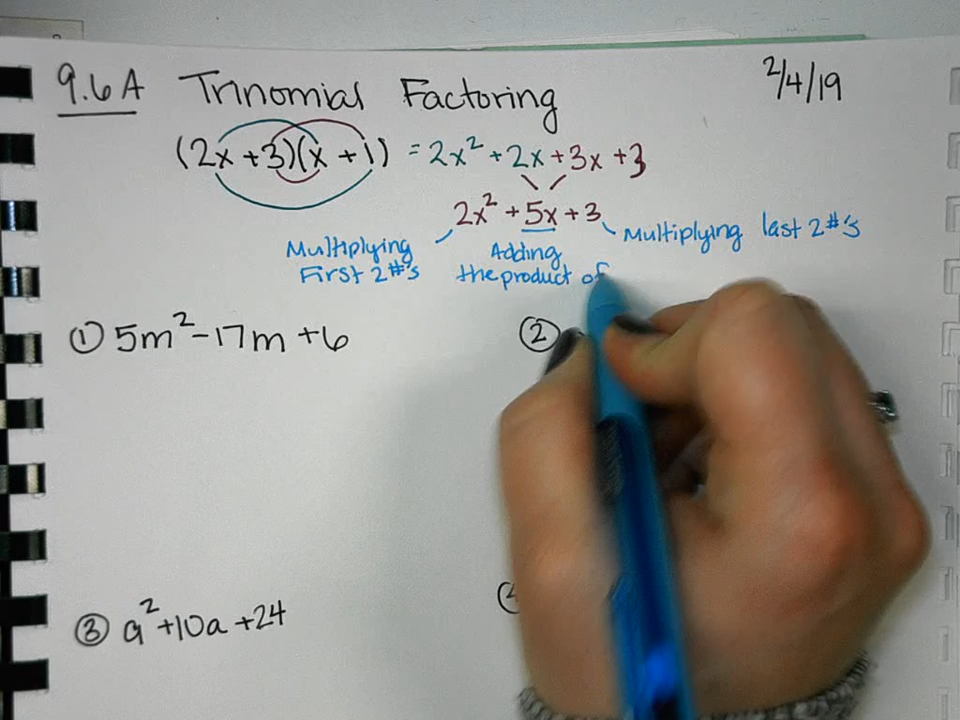 9.6A Trinomial Factoring 2/4/19
(2x +3)(x +1) = 2x² +2x +3x +3
2x² + 5x + 3
Multiplying First 2 #'s
Adding the product of
Multiplying last 2 #'s
① 5m² -17m +6
②
③ a² +10a +24